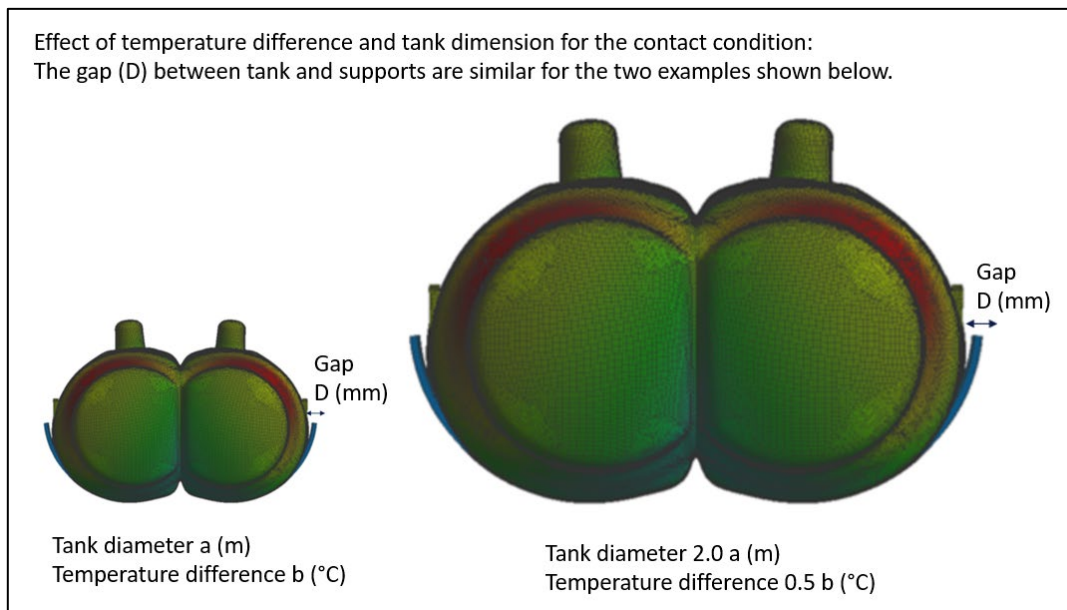 Effect of temperature difference and tank dimension for the contact condition:
The gap (D) between tank and supports are similar for the two examples shown below.
Gap
D (mm)
Gap
D (mm)
Tank diameter a (m)
Temperature difference b (°C)
Tank diameter 2.0 a (m)
Temperature difference 0.5 b (°C)